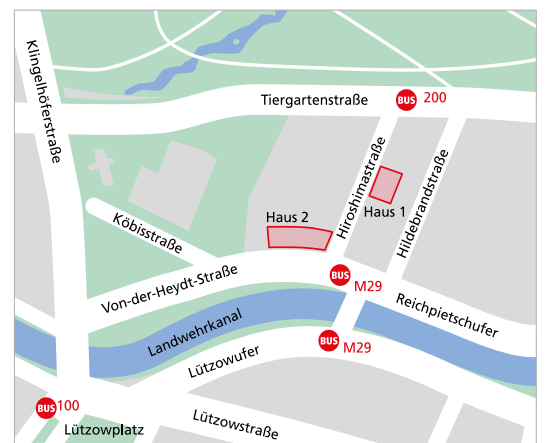 Klingelhöferstraße
Tiergartenstraße
BUS 200
Hiroshimastraße
Hildebrandstraße
Haus 1
Haus 2
Köbisstraße
Von-der-Heydt-Straße
BUS M29
Reichpietschufer
Landwehrkanal
BUS M29
Lützowufer
BUS 100
Lützowplatz
Lützowstraße